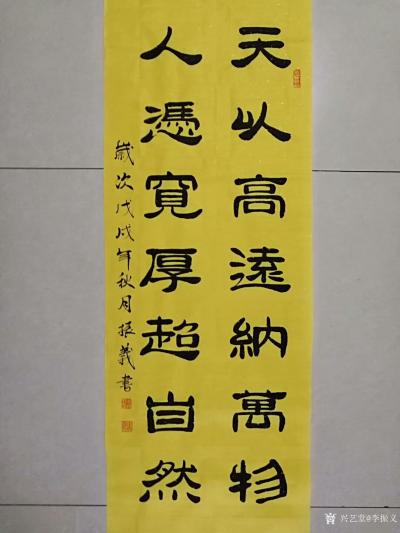 天以高遠納萬物
人憑寬厚超自然
歲次戊戌年秋月振義書
兴艺堂@李振义